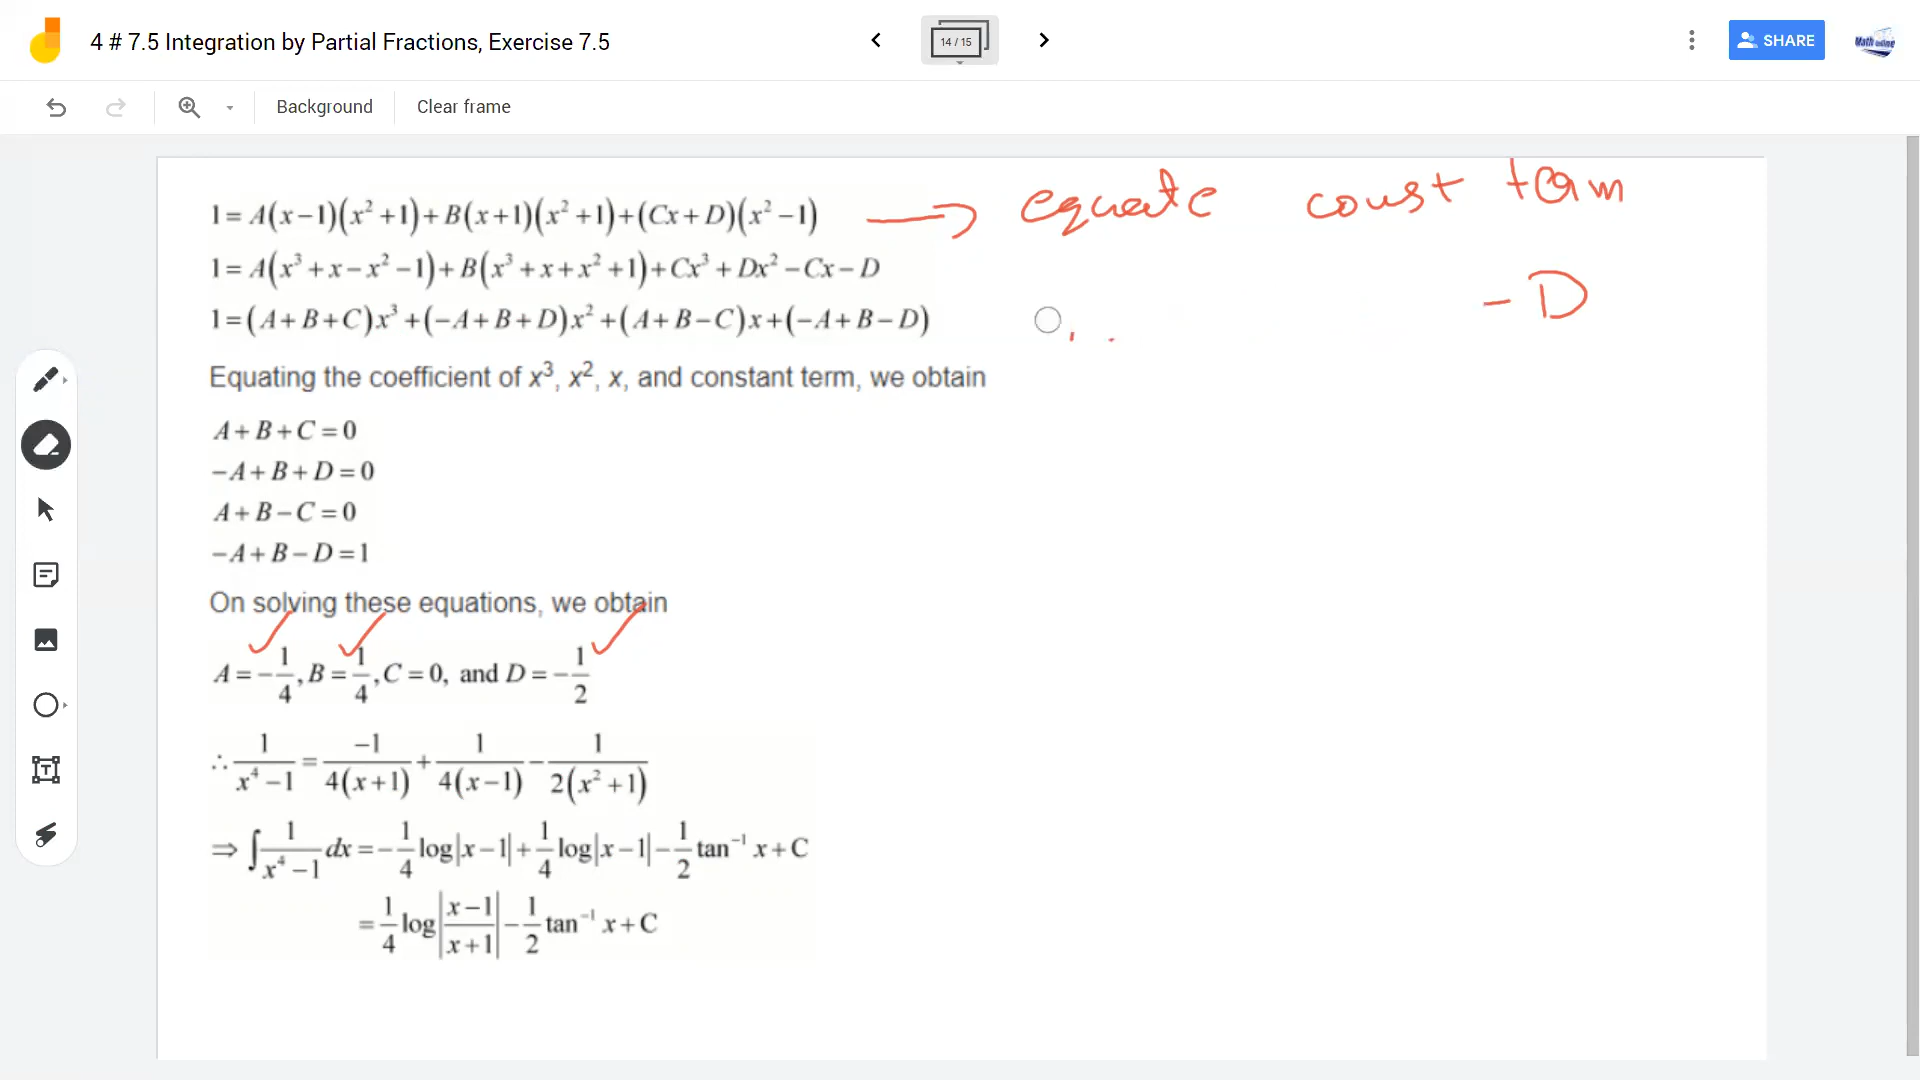 4 # 7.5 Integration by Partial Fractions, Exercise 7.5
14 / 15
SHARE
Math online
Background
Clear frame
1 = A(x−1)(x²+1)+B(x+1)(x²+1)+(Cx+D)(x²−1) → equate const term
1 = A(x³+x−x²−1)+B(x³+x+x²+1)+Cx³+Dx²−Cx−D
− D
1 = (A+B+C)x³+(−A+B+D)x²+(A+B−C)x+(−A+B−D)
Equating the coefficient of x³, x², x, and constant term, we obtain
A+B+C=0
−A+B+D=0
A+B−C=0
−A+B−D=1
On solving these equations, we obtain
A = −1/4, B = 1/4, C = 0, and D = −1/2
∴ 1/(x⁴−1) = −1/(4(x+1)) + 1/(4(x−1)) − 1/(2(x²+1))
⇒ ∫ 1/(x⁴−1) dx = −1/4 log|x−1| + 1/4 log|x−1| − 1/2 tan⁻¹ x + C
= 1/4 log|(x−1)/(x+1)| − 1/2 tan⁻¹ x + C